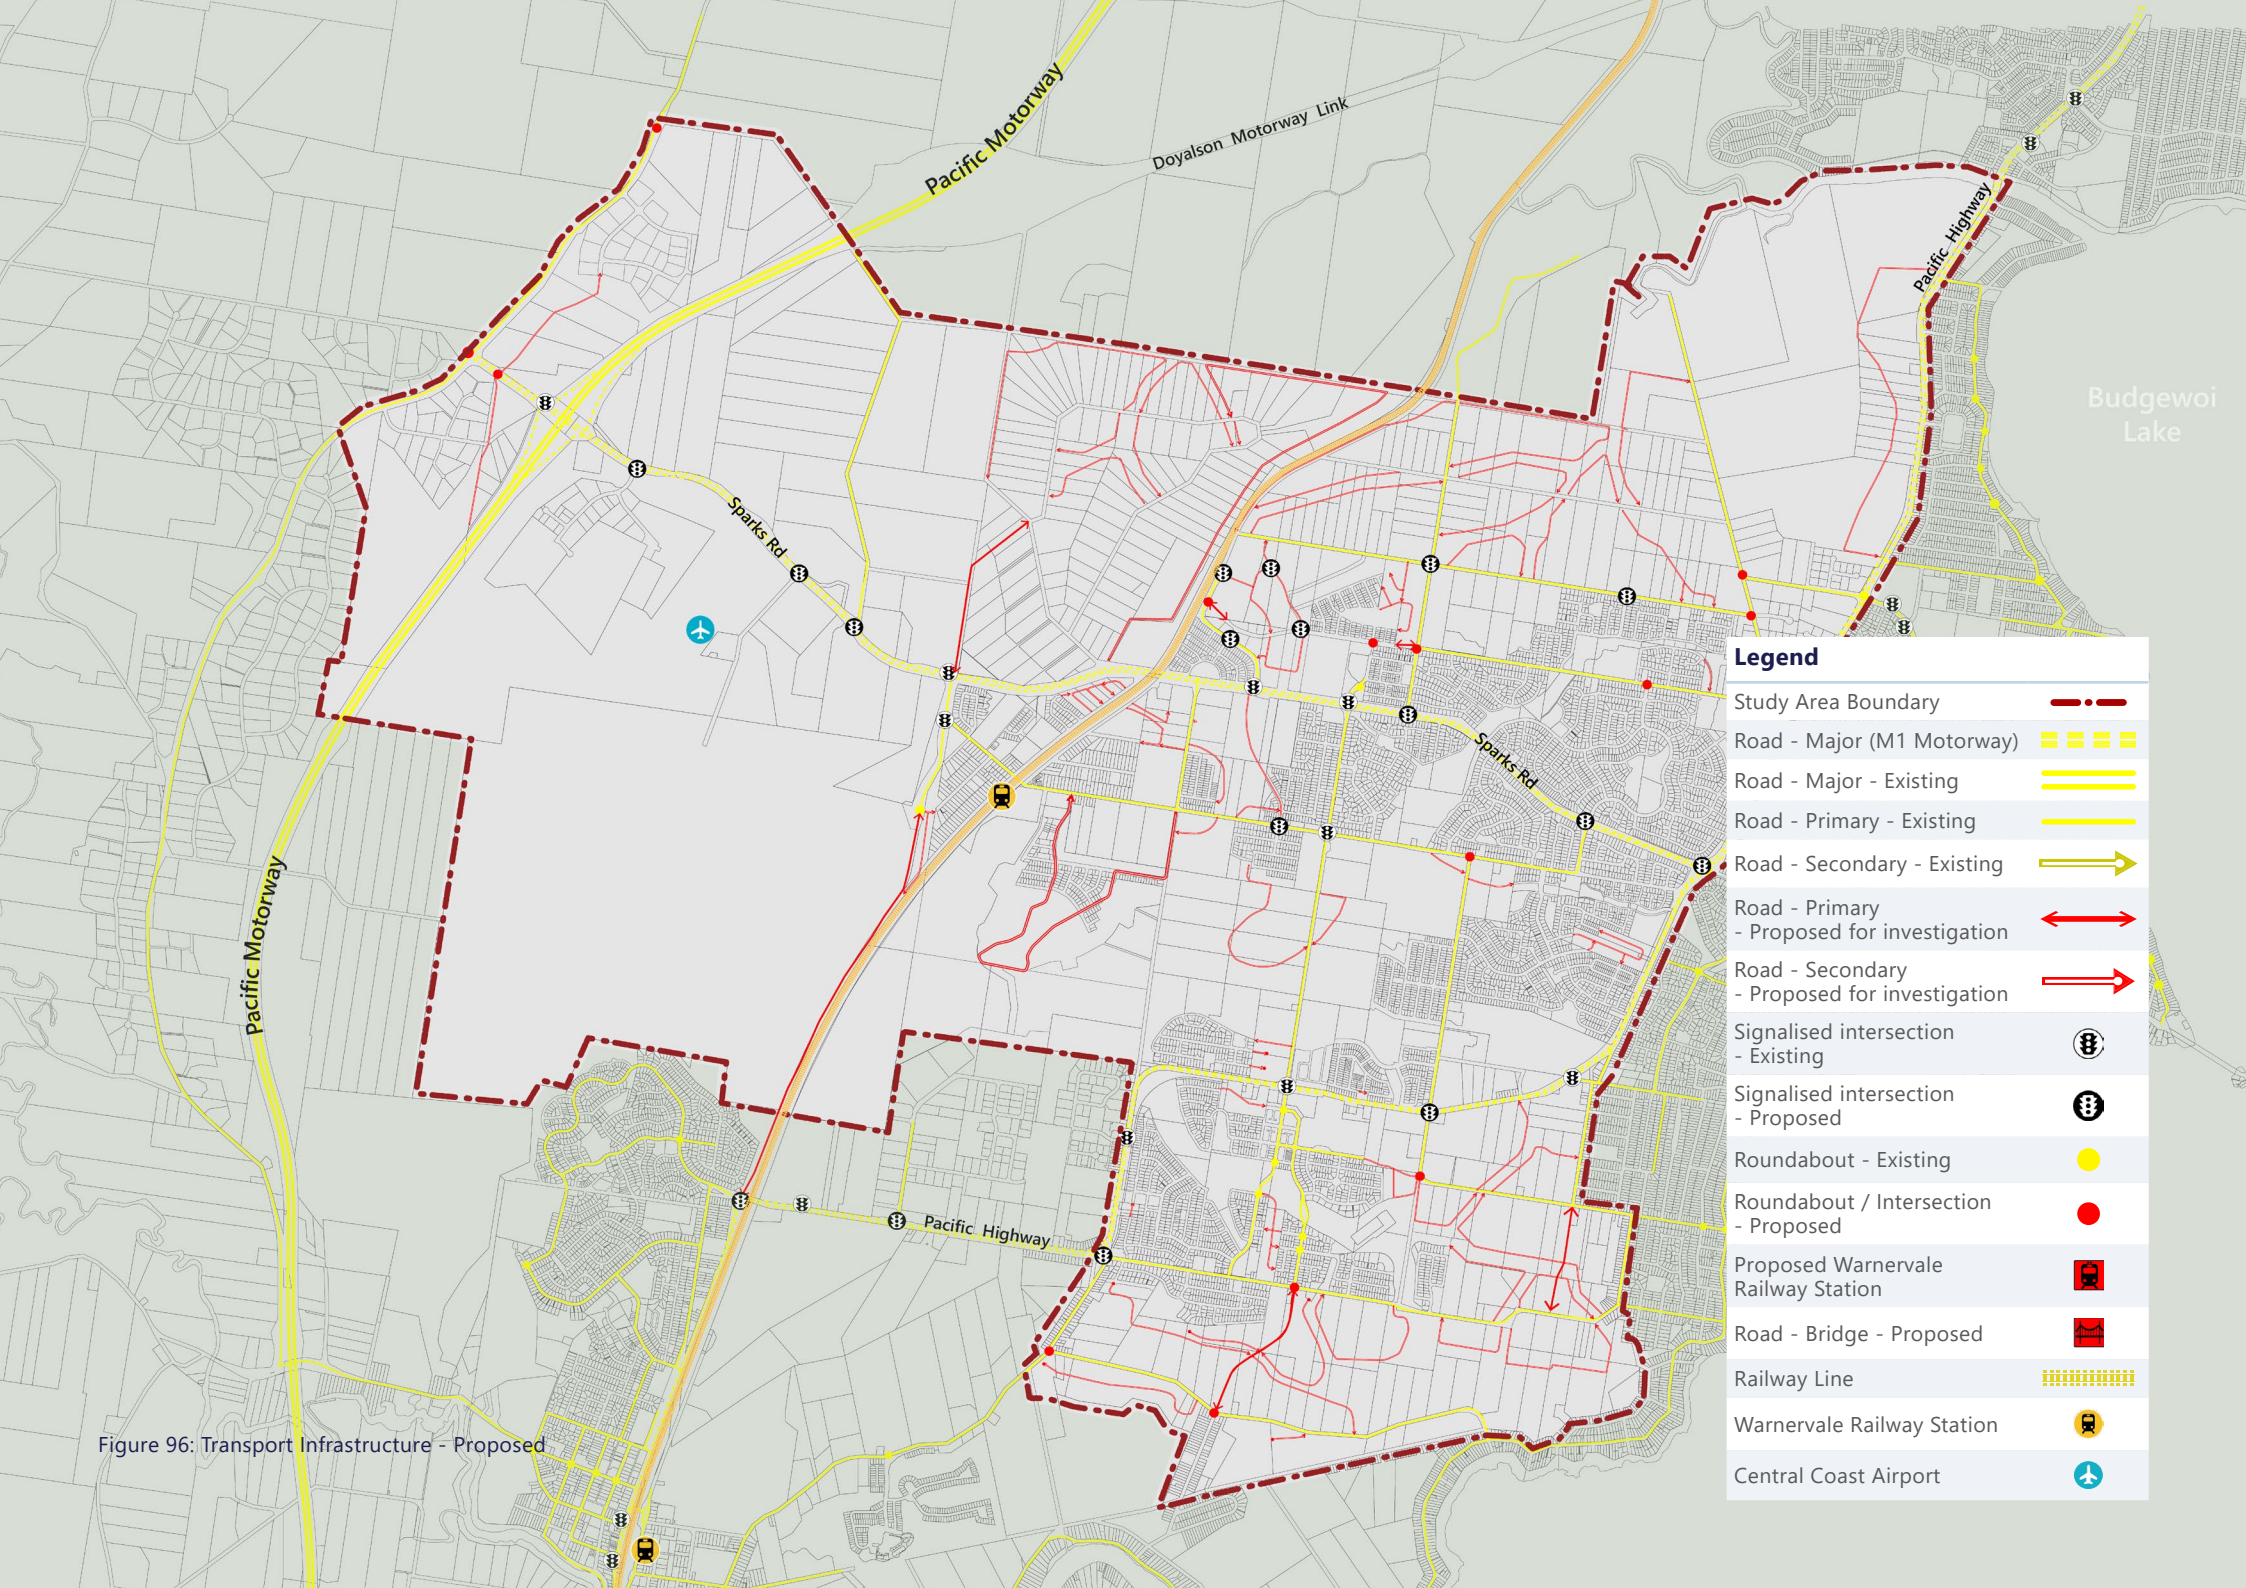 Pacific Motorway
Doyalson Motorway Link
Pacific Highway
Budgewoi
Lake
Sparks Rd
Sparks Rd
Pacific Motorway
Pacific Highway
Legend
Study Area Boundary
Road - Major (M1 Motorway)
Road - Major - Existing
Road - Primary - Existing
Road - Secondary - Existing
Road - Primary
- Proposed for investigation
Road - Secondary
- Proposed for investigation
Signalised intersection
- Existing
Signalised intersection
- Proposed
Roundabout - Existing
Roundabout / Intersection
- Proposed
Proposed Warnervale
Railway Station
Road - Bridge - Proposed
Railway Line
Warnervale Railway Station
Central Coast Airport
Figure 96: Transport Infrastructure - Proposed